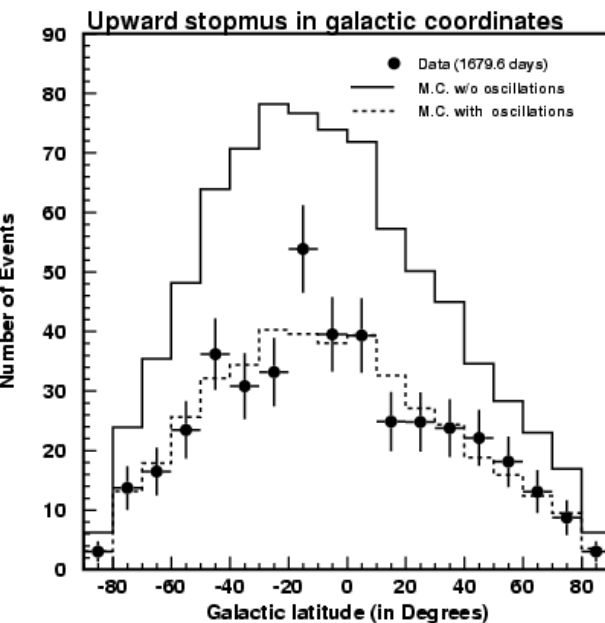 Upward stopmus in galactic coordinates
Number of Events
90
80
70
60
50
40
30
20
10
0
Data (1679.6 days)
M.C. w/o oscillations
M.C. with oscillations
-80 -60 -40 -20 0 20 40 60 80
Galactic latitude (in Degrees)